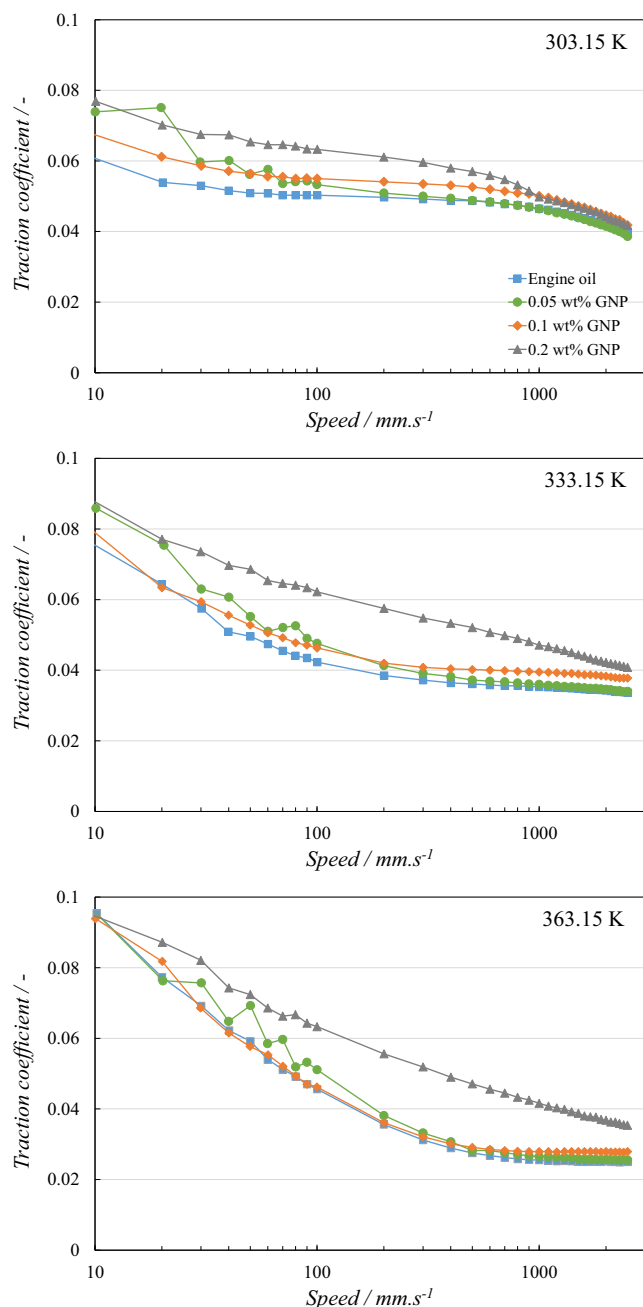 303.15 K
Traction coefficient / -
0.1
0.08
0.06
0.04
0.02
0
Engine oil
0.05 wt% GNP
0.1 wt% GNP
0.2 wt% GNP
10 100 1000
Speed / mm.s-1
333.15 K
Traction coefficient / -
0.1
0.08
0.06
0.04
0.02
0
10 100 1000
Speed / mm.s-1
363.15 K
Traction coefficient / -
0.1
0.08
0.06
0.04
0.02
0
10 100 1000
Speed / mm.s-1